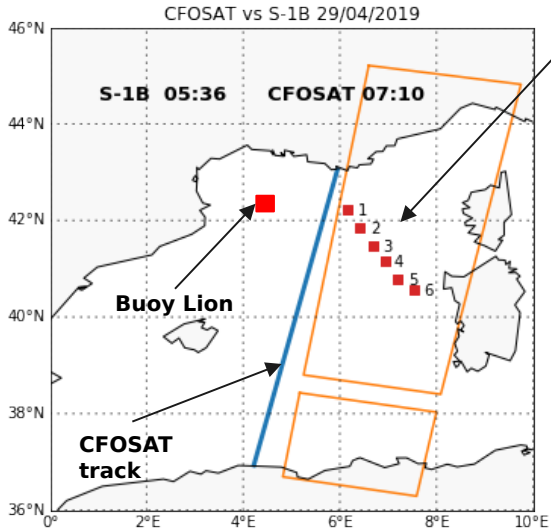 CFOSAT vs S-1B 29/04/2019
46°N
S-1B 05:36 CFOSAT 07:10
44°N
42°N
1
2
3
4
5
6
Buoy Lion
40°N
38°N
CFOSAT
track
36°N
0° 2°E 4°E 6°E 8°E 10°E